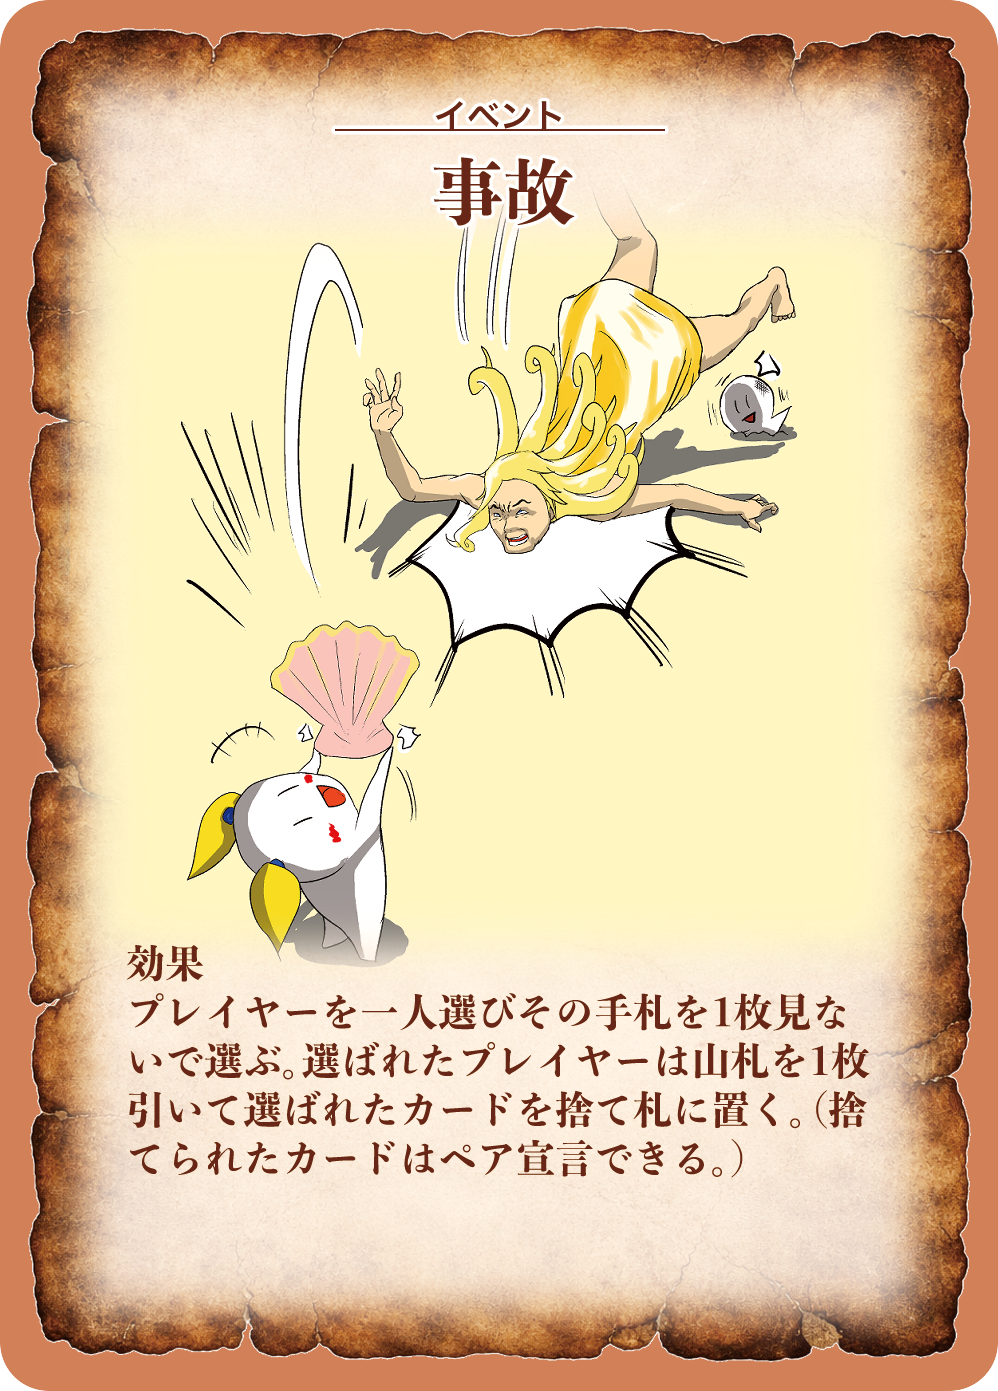 イベント
事故
効果
プレイヤーを一人選びその手札を1枚見な
いで選ぶ。選ばれたプレイヤーは山札を1枚
引いて選ばれたカードを捨て札に置く。（捨
てられたカードはペア宣言できる。）